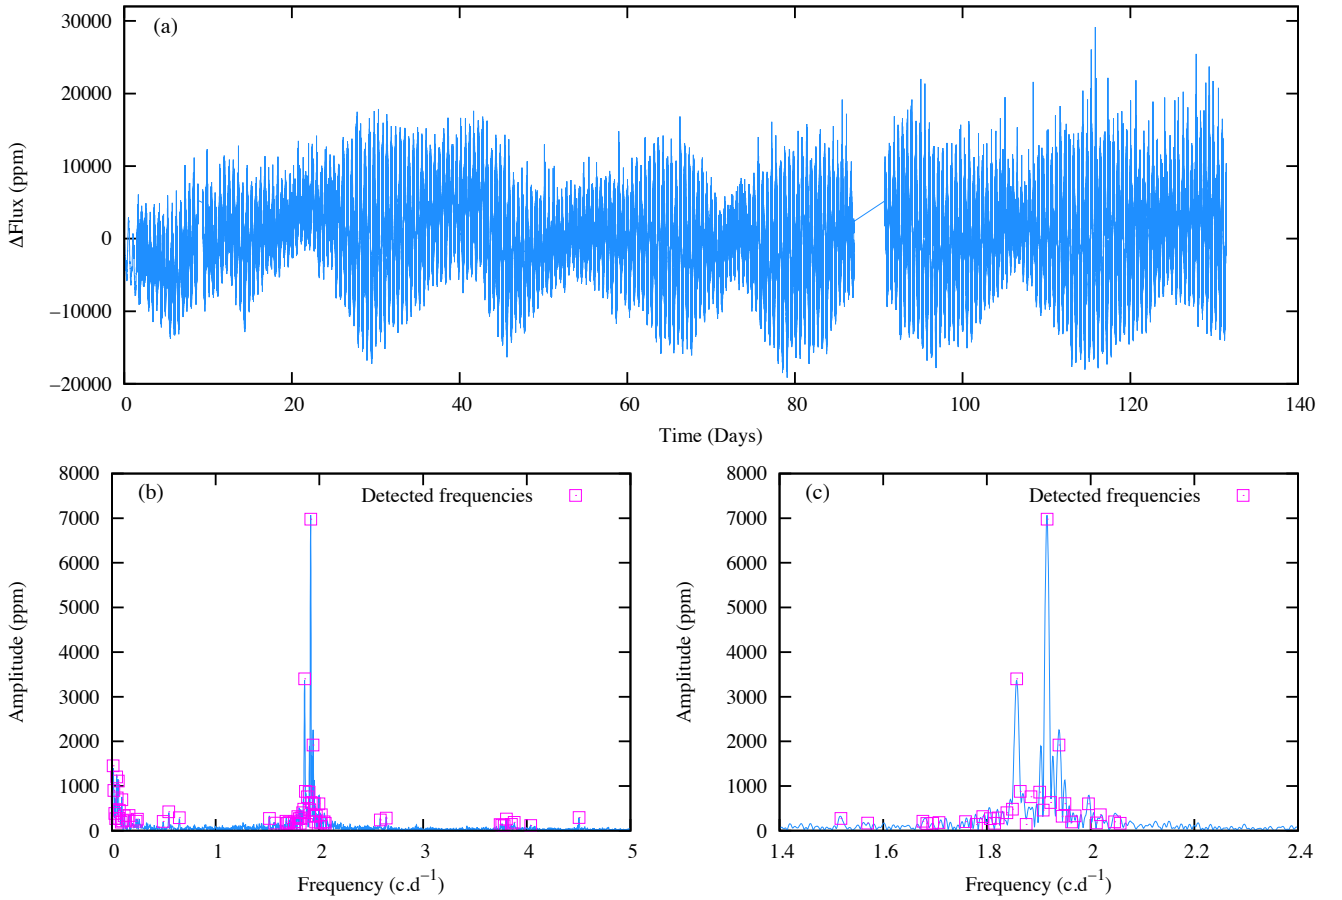 (a)
30000
20000
10000
0
−10000
−20000
ΔFlux (ppm)
0 20 40 60 80 100 120 140
Time (Days)
(b)
Detected frequencies
8000
7000
6000
5000
4000
3000
2000
1000
0
Amplitude (ppm)
0 1 2 3 4 5
Frequency (c.d⁻¹)
(c)
Detected frequencies
8000
7000
6000
5000
4000
3000
2000
1000
0
Amplitude (ppm)
1.4 1.6 1.8 2 2.2 2.4
Frequency (c.d⁻¹)